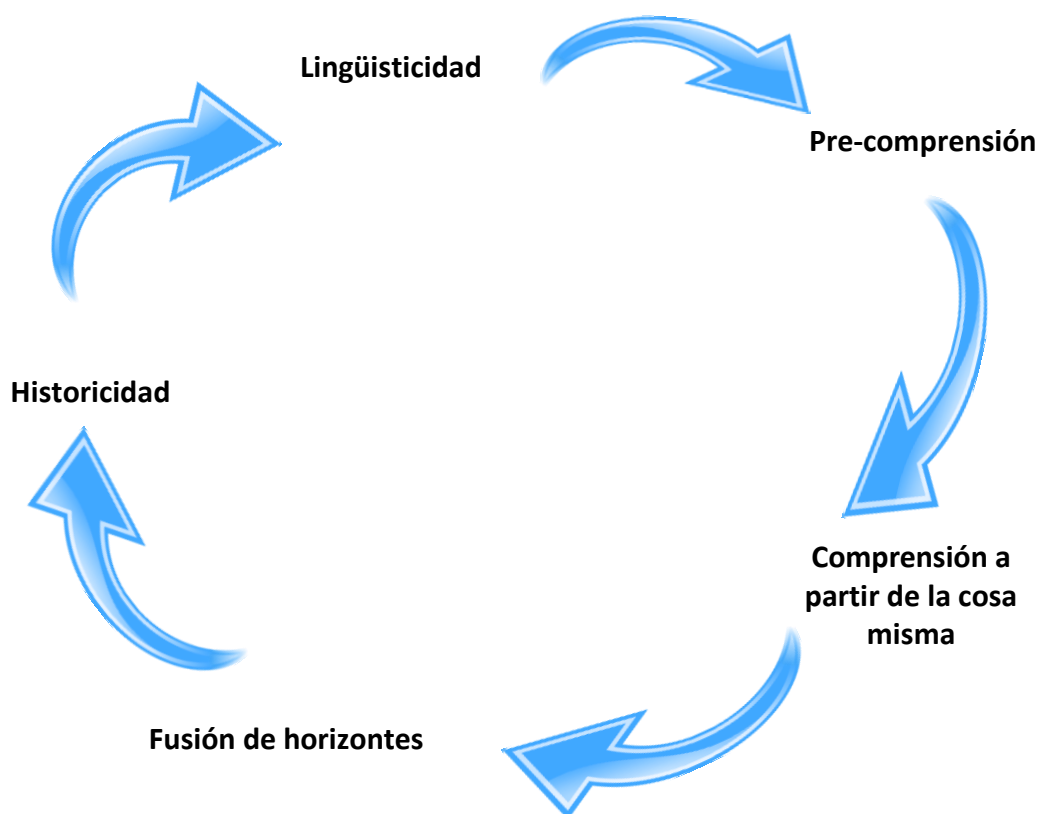 Lingüisticidad
Pre-comprensión
Historicidad
Comprensión a
partir de la cosa
misma
Fusión de horizontes